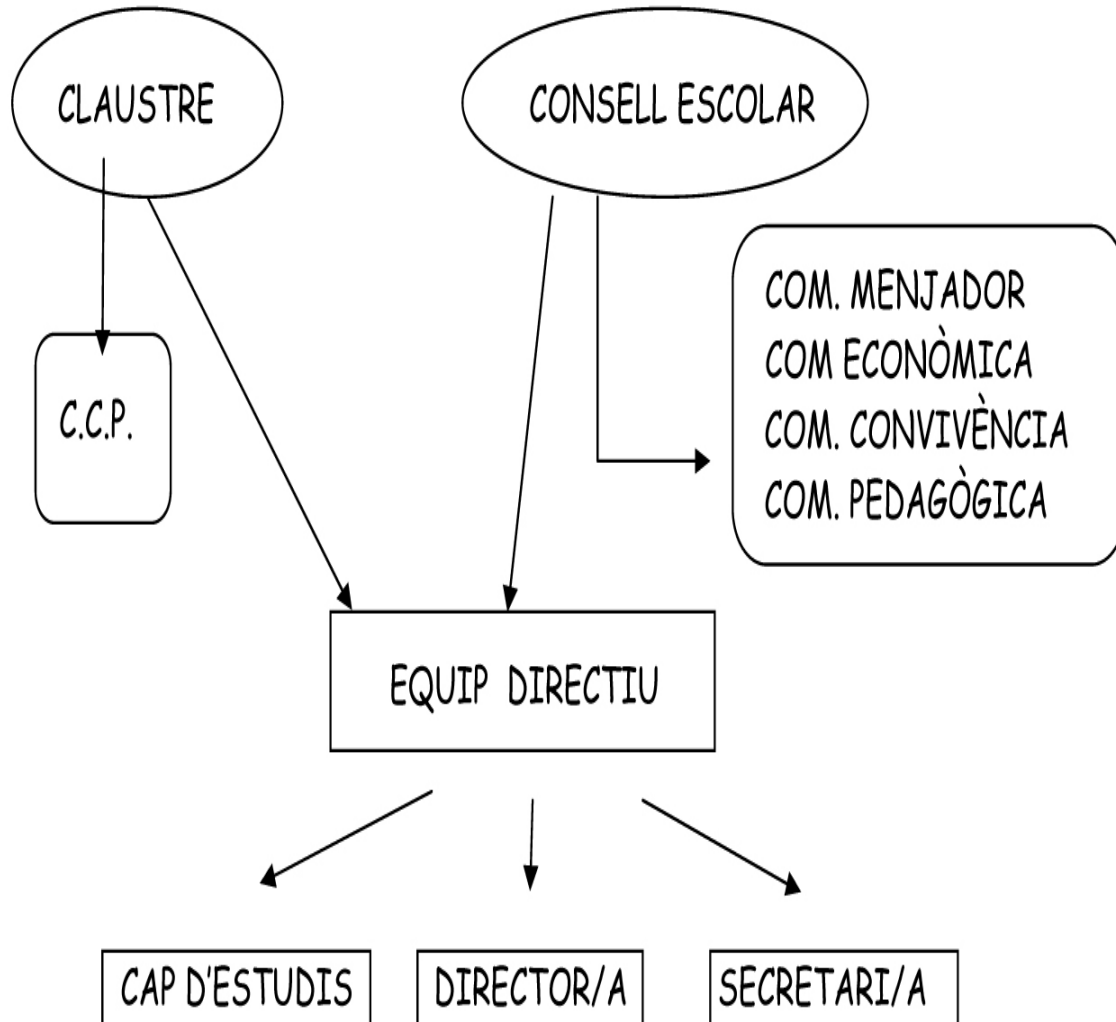 CLAUSTRE
CONSELL ESCOLAR
COM. MENJADOR
COM ECONÒMICA
COM. CONVIVÈNCIA
COM. PEDAGÒGICA
C.C.P.
EQUIP DIRECTIU
CAP D'ESTUDIS
DIRECTOR/A
SECRETARI/A